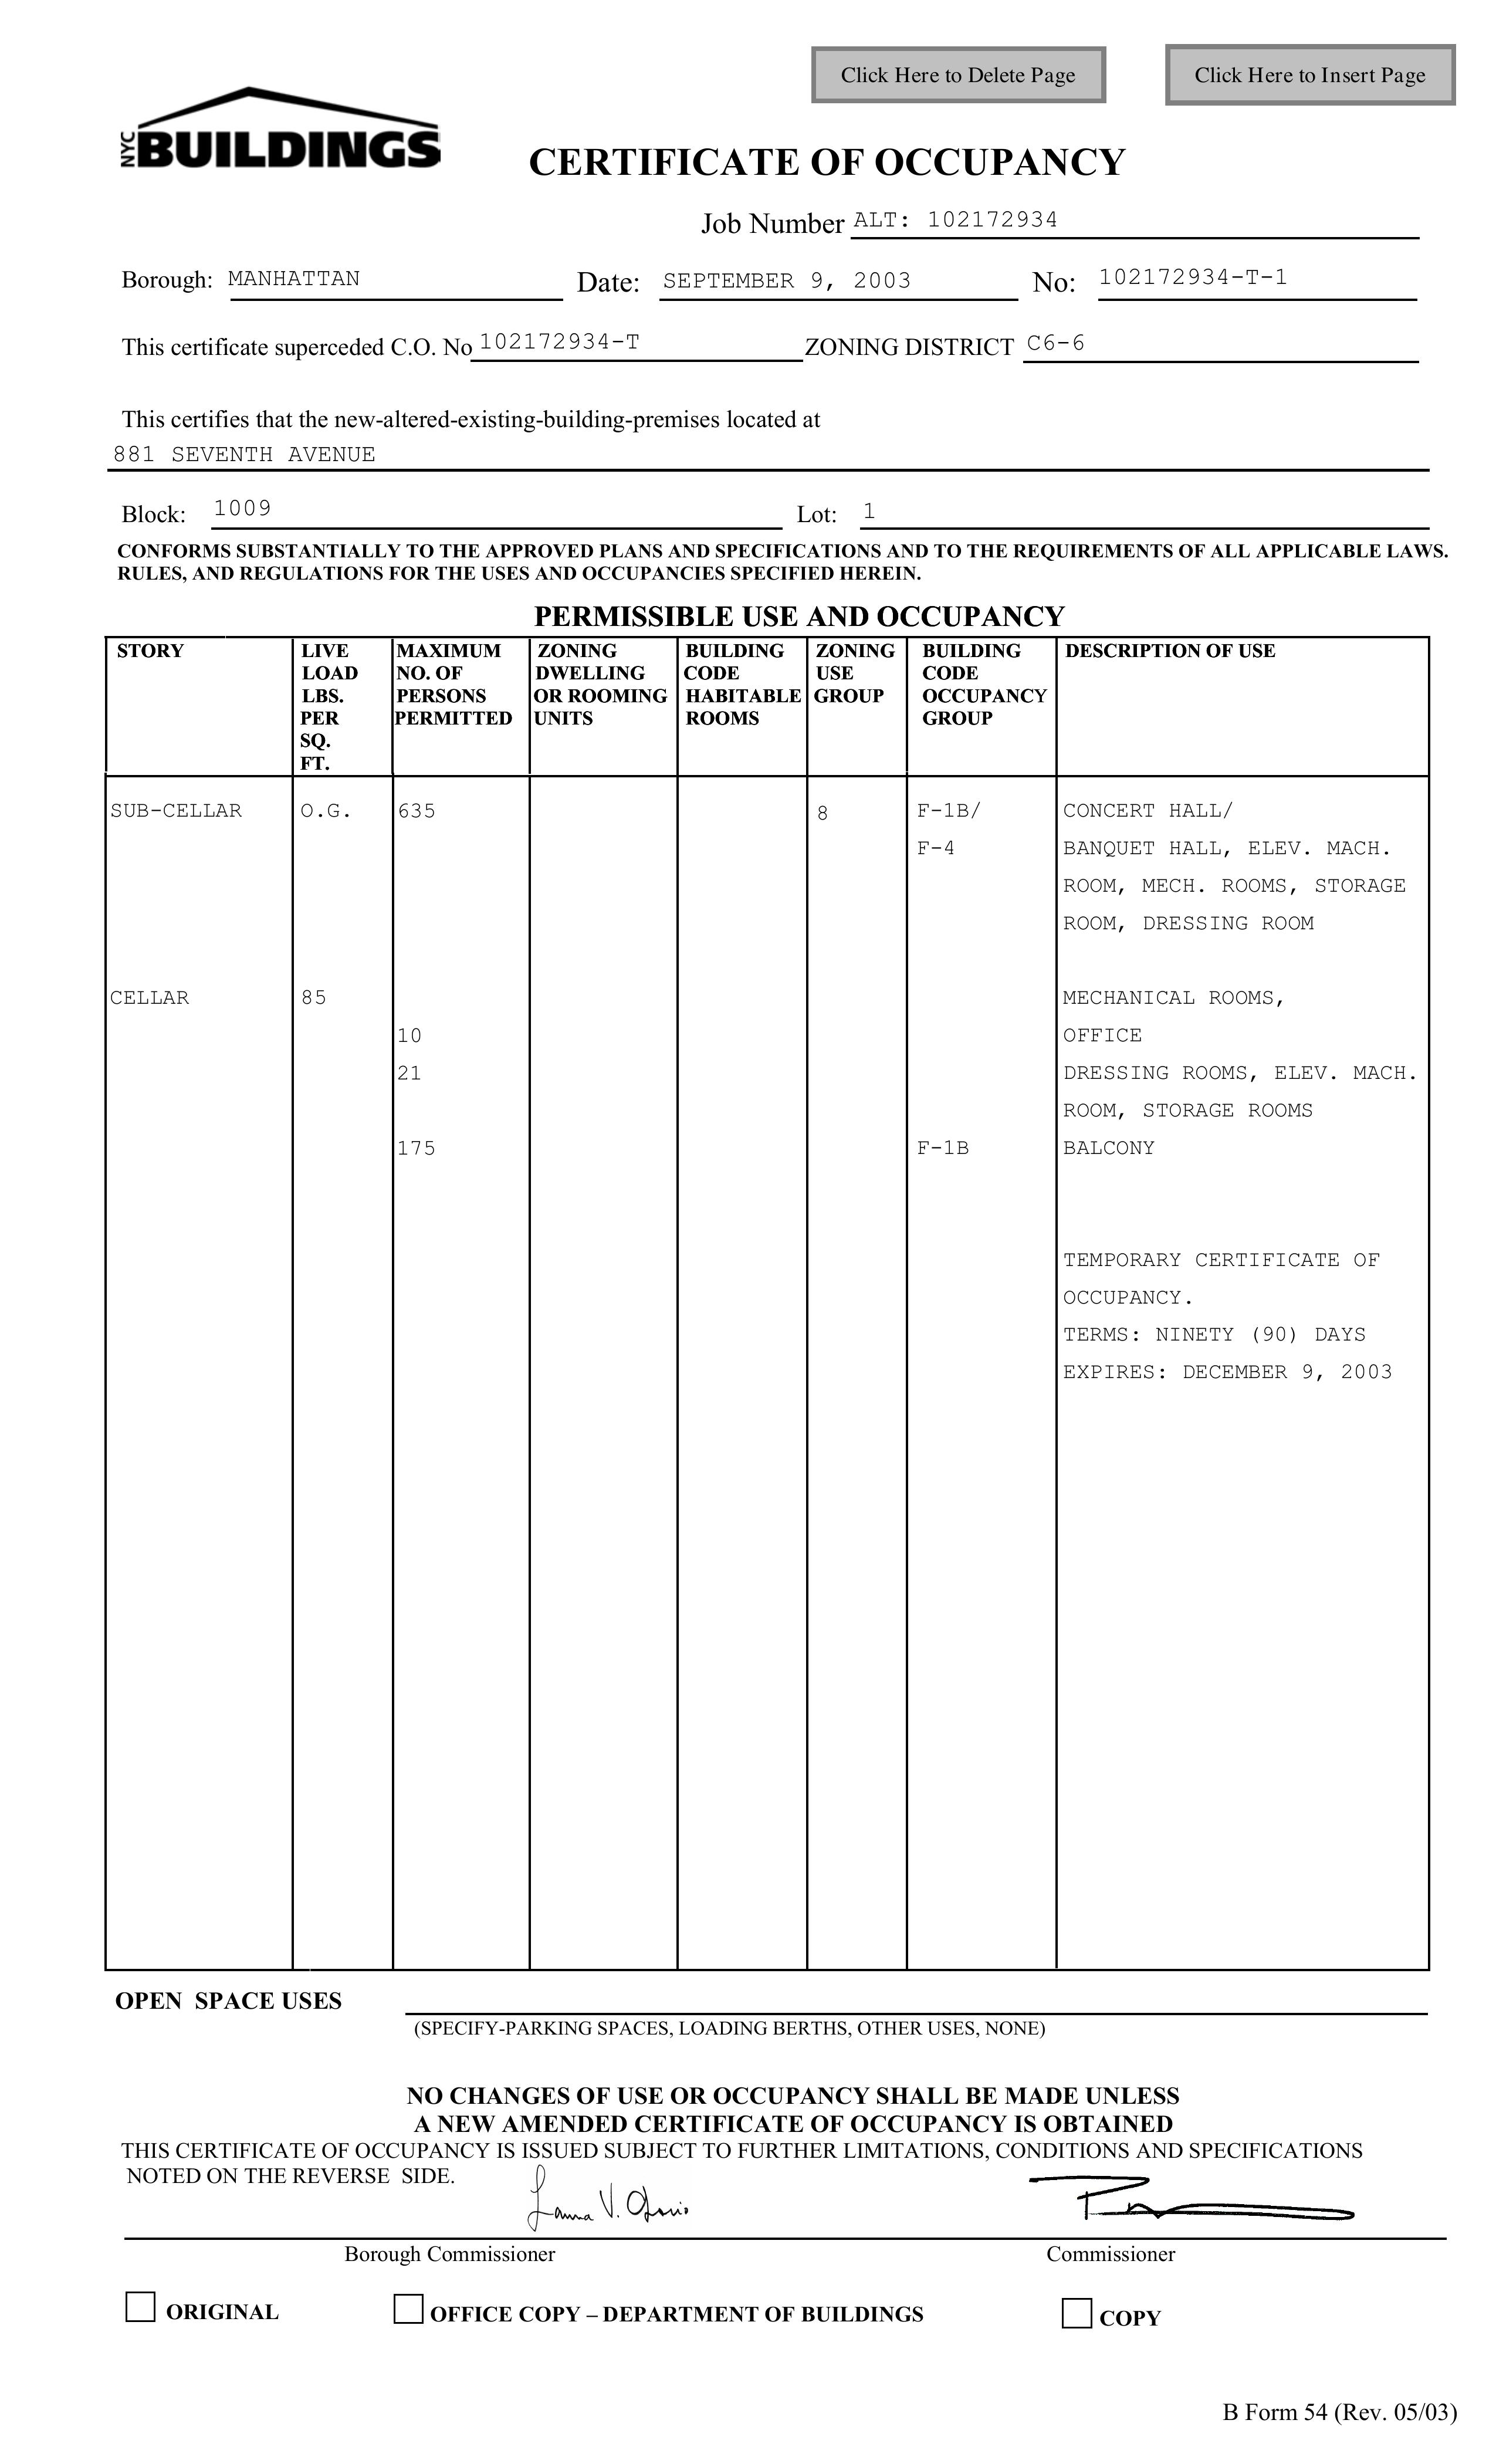 Click Here to Delete Page Click Here to Insert Page
NYC BUILDINGS
CERTIFICATE OF OCCUPANCY
Job Number ALT: 102172934
Borough: MANHATTAN Date: SEPTEMBER 9, 2003 No: 102172934-T-1
This certificate superceded C.O. No 102172934-T ZONING DISTRICT C6-6
This certifies that the new-altered-existing-building-premises located at
881 SEVENTH AVENUE
Block: 1009 Lot: 1
CONFORMS SUBSTANTIALLY TO THE APPROVED PLANS AND SPECIFICATIONS AND TO THE REQUIREMENTS OF ALL APPLICABLE LAWS.
RULES, AND REGULATIONS FOR THE USES AND OCCUPANCIES SPECIFIED HEREIN.
PERMISSIBLE USE AND OCCUPANCY
STORY LIVE MAXIMUM ZONING BUILDING ZONING BUILDING DESCRIPTION OF USE
LOAD NO. OF DWELLING CODE USE CODE
LBS. PERSONS OR ROOMING HABITABLE GROUP OCCUPANCY
PER PERMITTED UNITS ROOMS GROUP
SQ.
FT.
SUB-CELLAR O.G. 635 8 F-1B/ CONCERT HALL/
F-4 BANQUET HALL, ELEV. MACH.
ROOM, MECH. ROOMS, STORAGE
ROOM, DRESSING ROOM
CELLAR 85 MECHANICAL ROOMS,
10 OFFICE
21 DRESSING ROOMS, ELEV. MACH.
ROOM, STORAGE ROOMS
175 F-1B BALCONY
TEMPORARY CERTIFICATE OF
OCCUPANCY.
TERMS: NINETY (90) DAYS
EXPIRES: DECEMBER 9, 2003
OPEN SPACE USES
(SPECIFY-PARKING SPACES, LOADING BERTHS, OTHER USES, NONE)
NO CHANGES OF USE OR OCCUPANCY SHALL BE MADE UNLESS
A NEW AMENDED CERTIFICATE OF OCCUPANCY IS OBTAINED
THIS CERTIFICATE OF OCCUPANCY IS ISSUED SUBJECT TO FURTHER LIMITATIONS, CONDITIONS AND SPECIFICATIONS
NOTED ON THE REVERSE SIDE.
Borough Commissioner Commissioner
ORIGINAL OFFICE COPY – DEPARTMENT OF BUILDINGS COPY
B Form 54 (Rev. 05/03)